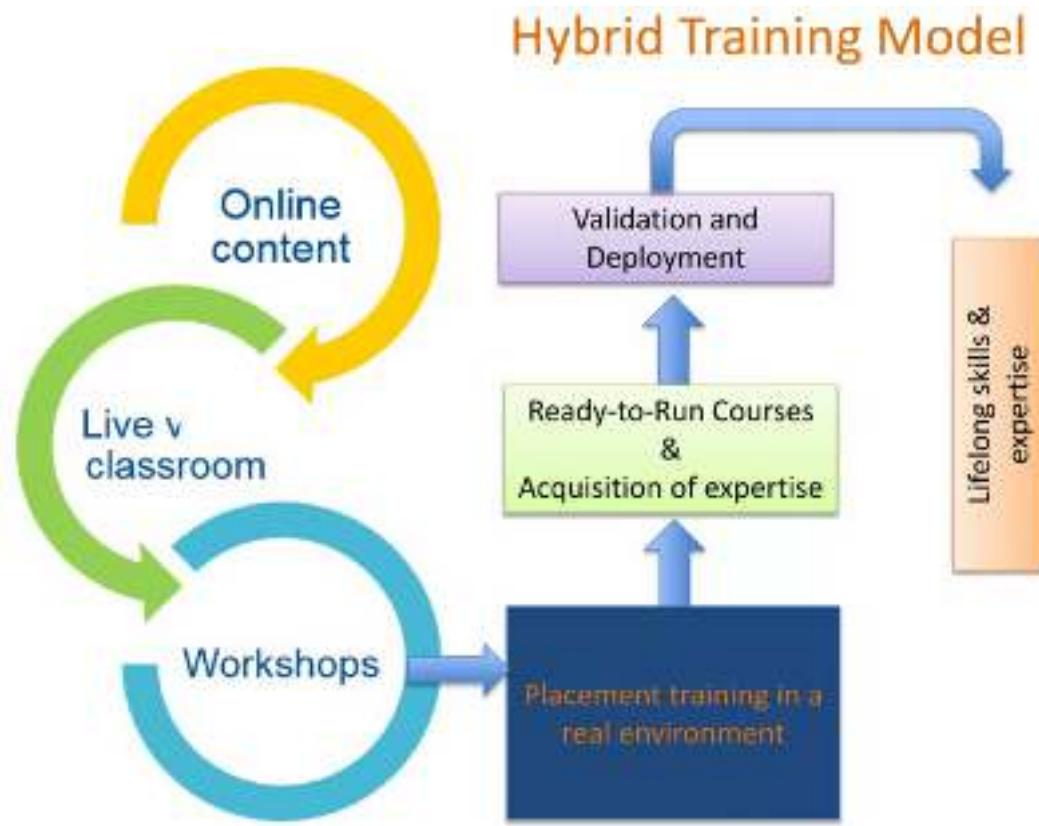 Hybrid Training Model
Online
content
Live v
classroom
Workshops
Placement training in a
real environment
Ready-to-Run Courses
&
Acquisition of expertise
Validation and
Deployment
Lifelong skills &
expertise